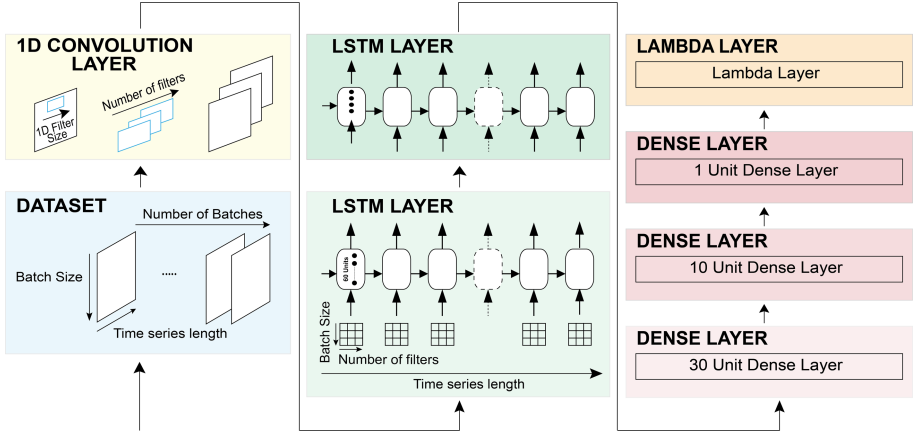 1D CONVOLUTION
LAYER
Number of filters
1D Filter
Size
DATASET
Number of Batches
Batch Size
.....
Time series length
LSTM LAYER
LSTM LAYER
60 Units
Batch Size
Number of filters
Time series length
LAMBDA LAYER
Lambda Layer
DENSE LAYER
1 Unit Dense Layer
DENSE LAYER
10 Unit Dense Layer
DENSE LAYER
30 Unit Dense Layer